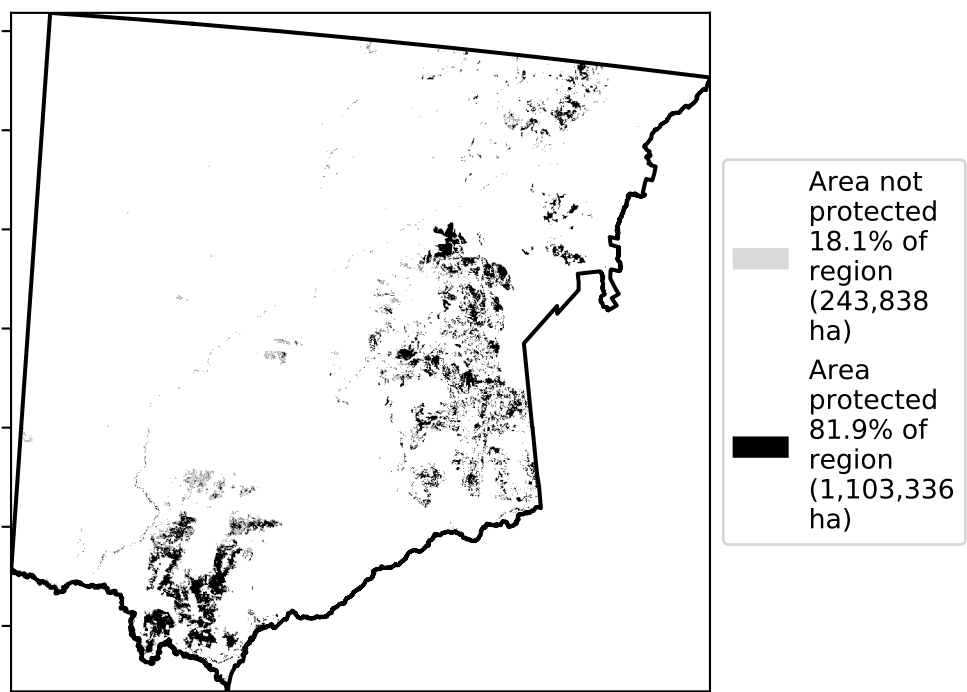 Area not
protected
18.1% of
region
(243,838
ha)
Area
protected
81.9% of
region
(1,103,336
ha)